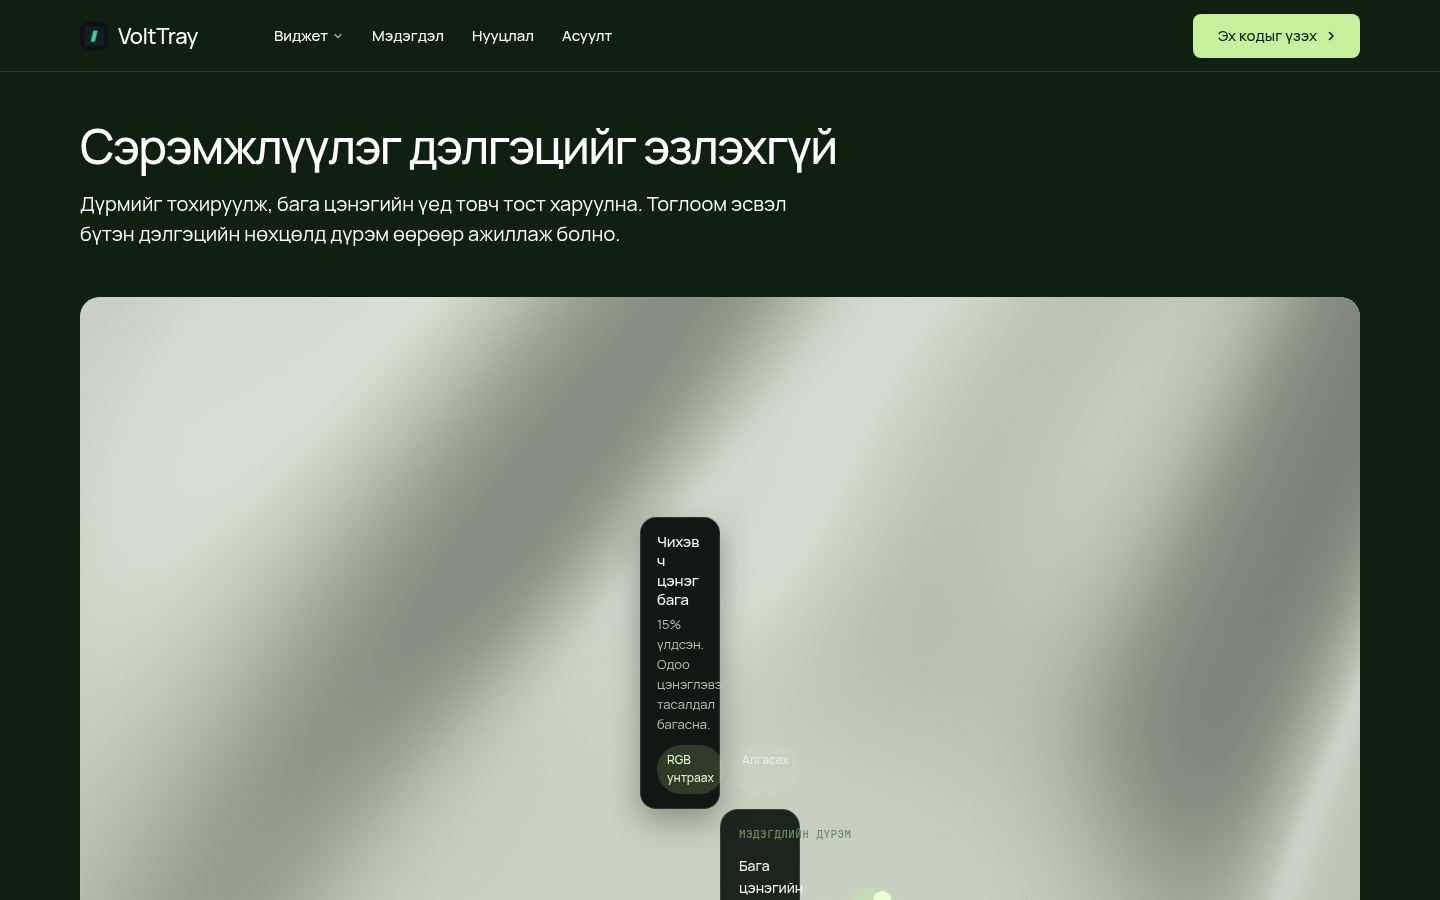 VoltTray
Виджет
Мэдэгдэл
Нууцлал
Асуулт
Эх кодыг үзэх
Сэрэмжлүүлэг дэлгэцийг эзлэхгүй
Дүрмийг тохируулж, бага цэнэгийн үед товч тост харуулна. Тоглоом эсвэл
бүтэн дэлгэцийн нөхцөлд дүрэм өөрөөр ажиллаж болно.
Чихэв
ч
цэнэг
бага
15%
үлдсэн.
Одоо
цэнэглэвэ
тасалдал
багасна.
RGB
унтраах
Алгасах
МЭДЭГДЛИЙН ДҮРЭМ
Бага
цэнэгийн